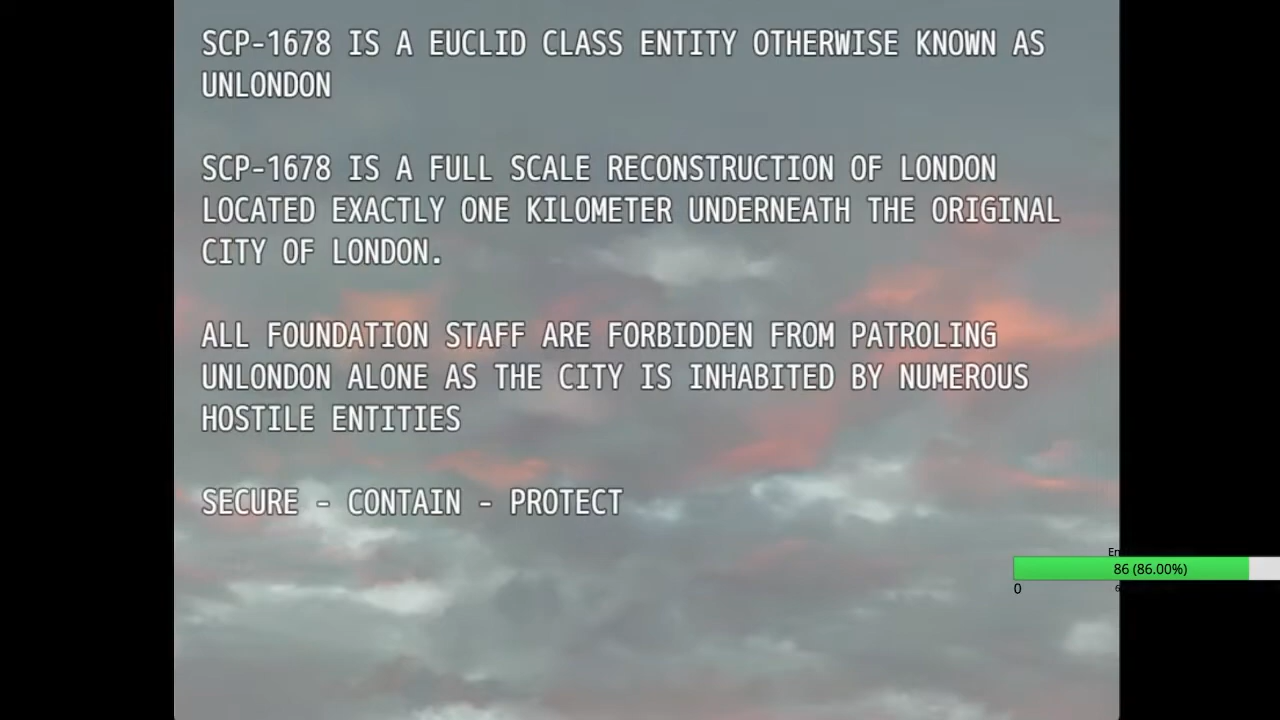 SCP-1678 IS A EUCLID CLASS ENTITY OTHERWISE KNOWN AS
UNLONDON
SCP-1678 IS A FULL SCALE RECONSTRUCTION OF LONDON
LOCATED EXACTLY ONE KILOMETER UNDERNEATH THE ORIGINAL
CITY OF LONDON.
ALL FOUNDATION STAFF ARE FORBIDDEN FROM PATROLING
UNLONDON ALONE AS THE CITY IS INHABITED BY NUMEROUS
HOSTILE ENTITIES
SECURE - CONTAIN - PROTECT
En
86 (86.00%)
0